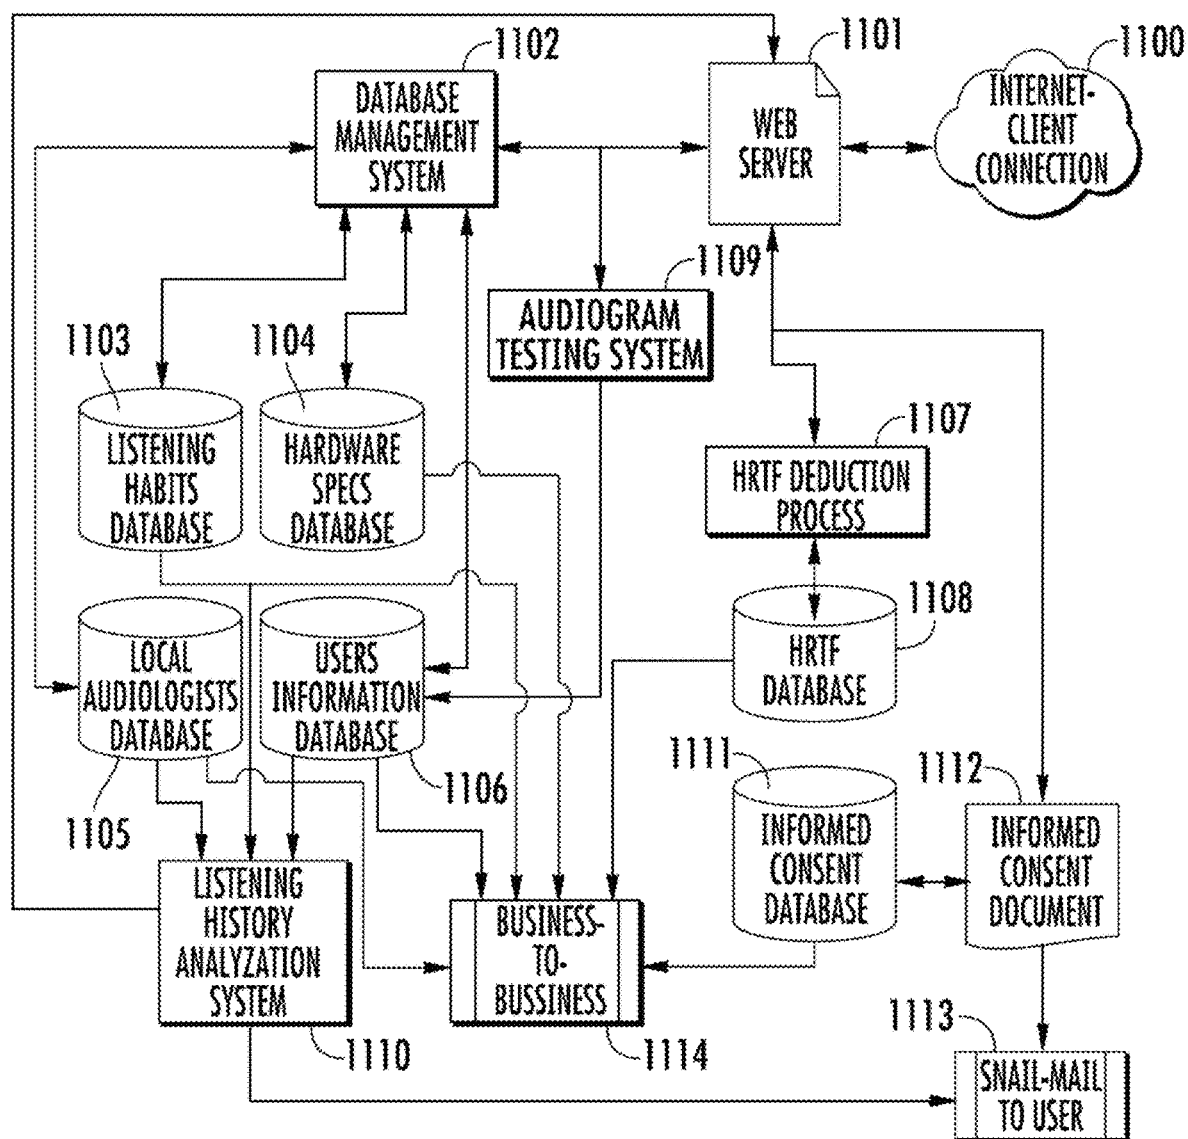 1102
DATABASE
MANAGEMENT
SYSTEM
1101
WEB
SERVER
1100
INTERNET-
CLIENT
CONNECTION
1109
AUDIOGRAM
TESTING SYSTEM
1103
LISTENING
HABITS
DATABASE
1104
HARDWARE
SPECS
DATABASE
1107
HRTF DEDUCTION
PROCESS
1108
HRTF
DATABASE
LOCAL
AUDIOLOGISTS
DATABASE
1105
USERS
INFORMATION
DATABASE
1106
1111
INFORMED
CONSENT
DATABASE
1112
INFORMED
CONSENT
DOCUMENT
LISTENING
HISTORY
ANALYZATION
SYSTEM
1110
BUSINESS-
TO-
BUSSINESS
1114
1113
SNAIL-MAIL
TO USER